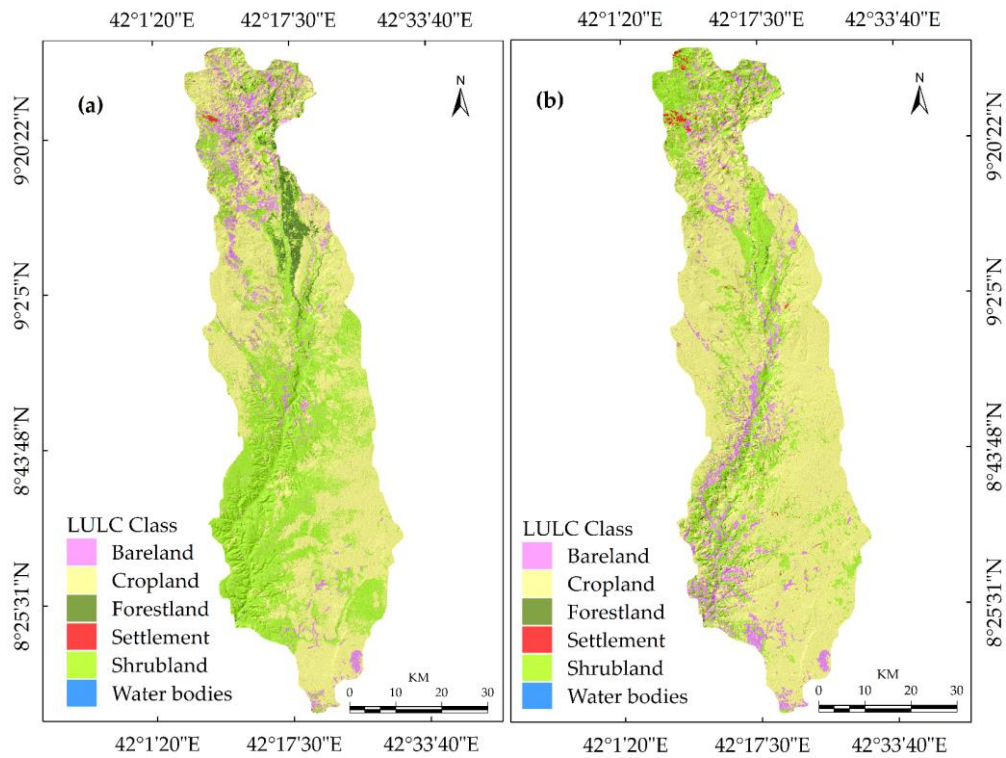 42°1'20"E 42°17'30"E 42°33'40"E 42°1'20"E 42°17'30"E 42°33'40"E
(a)
N
(b)
N
9°20'22"N
9°20'22"N
9°2'5"N
9°2'5"N
8°43'48"N
8°43'48"N
8°25'31"N
8°25'31"N
LULC Class
Bareland
Cropland
Forestland
Settlement
Shrubland
Water bodies
KM
0 10 20 30
LULC Class
Bareland
Cropland
Forestland
Settlement
Shrubland
Water bodies
KM
0 10 20 30
42°1'20"E 42°17'30"E 42°33'40"E 42°1'20"E 42°17'30"E 42°33'40"E